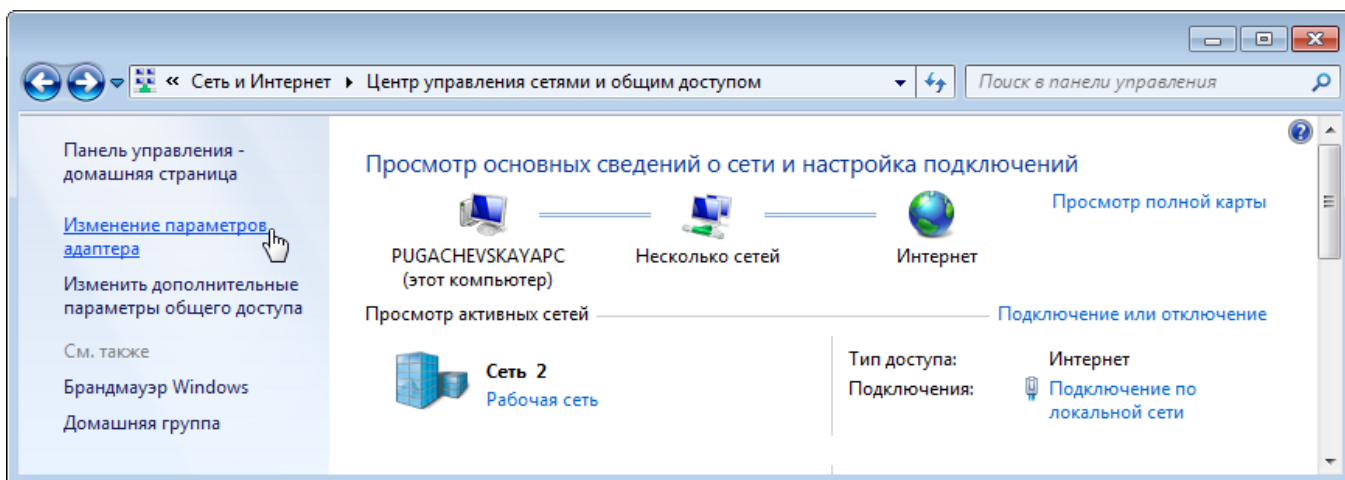 « Сеть и Интернет ▸ Центр управления сетями и общим доступом
Поиск в панели управления
Панель управления -
домашняя страница
Изменение параметров
адаптера
Изменить дополнительные
параметры общего доступа
См. также
Брандмауэр Windows
Домашняя группа
Просмотр основных сведений о сети и настройка подключений
Просмотр полной карты
PUGACHEVSKAYAPC
(этот компьютер)
Несколько сетей
Интернет
Просмотр активных сетей
Подключение или отключение
Сеть 2
Рабочая сеть
Тип доступа:
Интернет
Подключения:
Подключение по
локальной сети